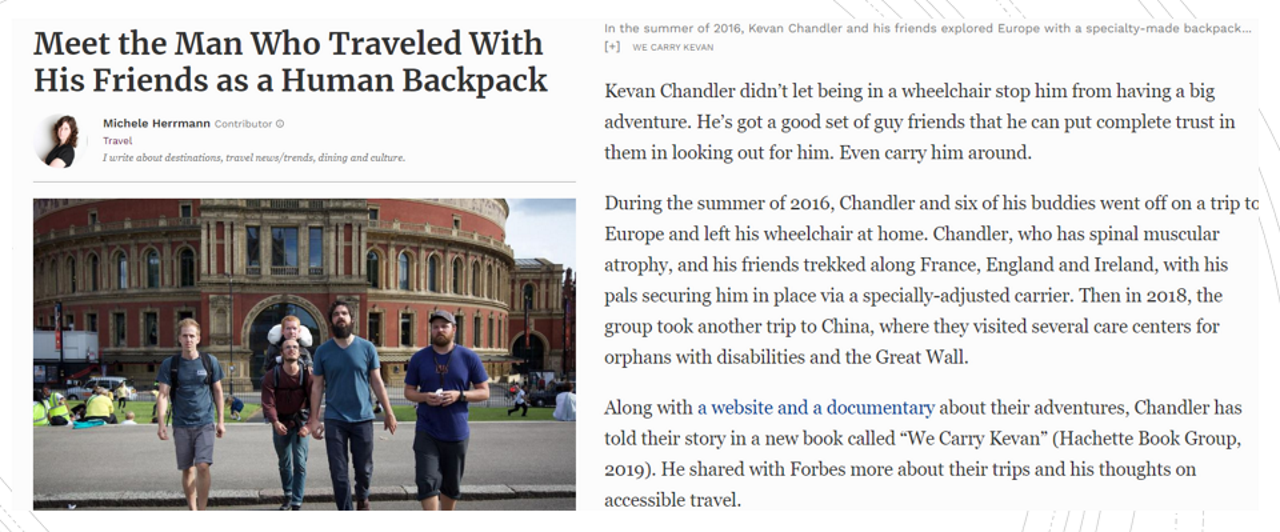 Meet the Man Who Traveled With
His Friends as a Human Backpack
Michele Herrmann Contributor
Travel
I write about destinations, travel news/trends, dining and culture.
In the summer of 2016, Kevan Chandler and his friends explored Europe with a specialty-made backpack...
[+] WE CARRY KEVAN
Kevan Chandler didn’t let being in a wheelchair stop him from having a big
adventure. He’s got a good set of guy friends that he can put complete trust in
them in looking out for him. Even carry him around.
During the summer of 2016, Chandler and six of his buddies went off on a trip to
Europe and left his wheelchair at home. Chandler, who has spinal muscular
atrophy, and his friends trekked along France, England and Ireland, with his
pals securing him in place via a specially-adjusted carrier. Then in 2018, the
group took another trip to China, where they visited several care centers for
orphans with disabilities and the Great Wall.
Along with a website and a documentary about their adventures, Chandler has
told their story in a new book called “We Carry Kevan” (Hachette Book Group,
2019). He shared with Forbes more about their trips and his thoughts on
accessible travel.